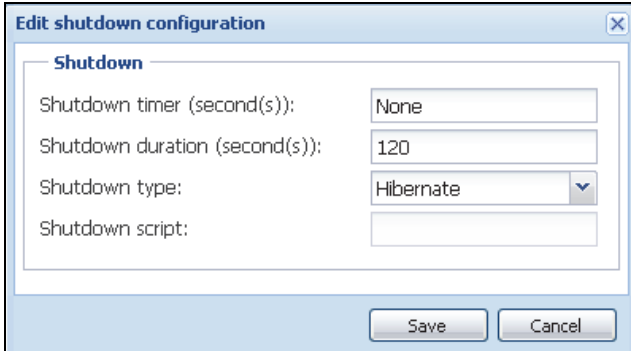 Edit shutdown configuration
Shutdown
Shutdown timer (second(s)): None
Shutdown duration (second(s)): 120
Shutdown type: Hibernate
Shutdown script:
Save Cancel